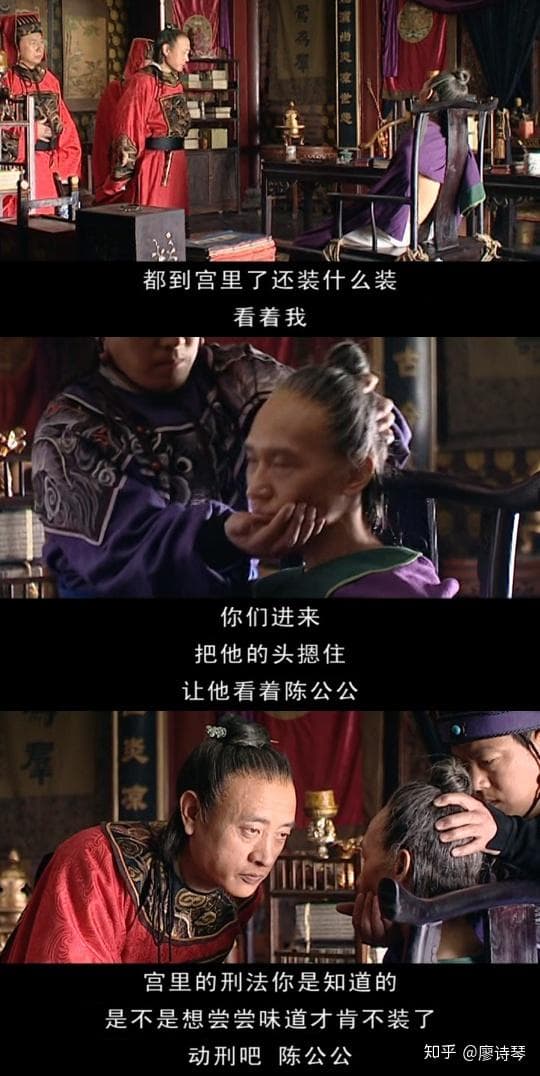 都到宫里了还装什么装
看着我
你们进来
把他的头摁住
让他看着陈公公
宫里的刑法你是知道的
是不是想尝尝味道才肯不装了
动刑吧 陈公公
知乎 @廖诗琴